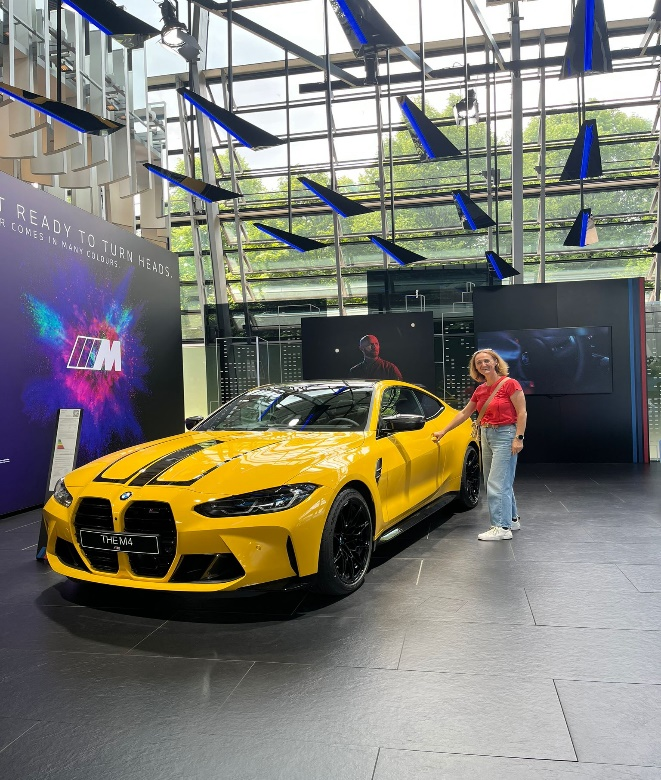 T READY TO TURN HEADS.
R COMES IN MANY COLOURS.
M
THE M4